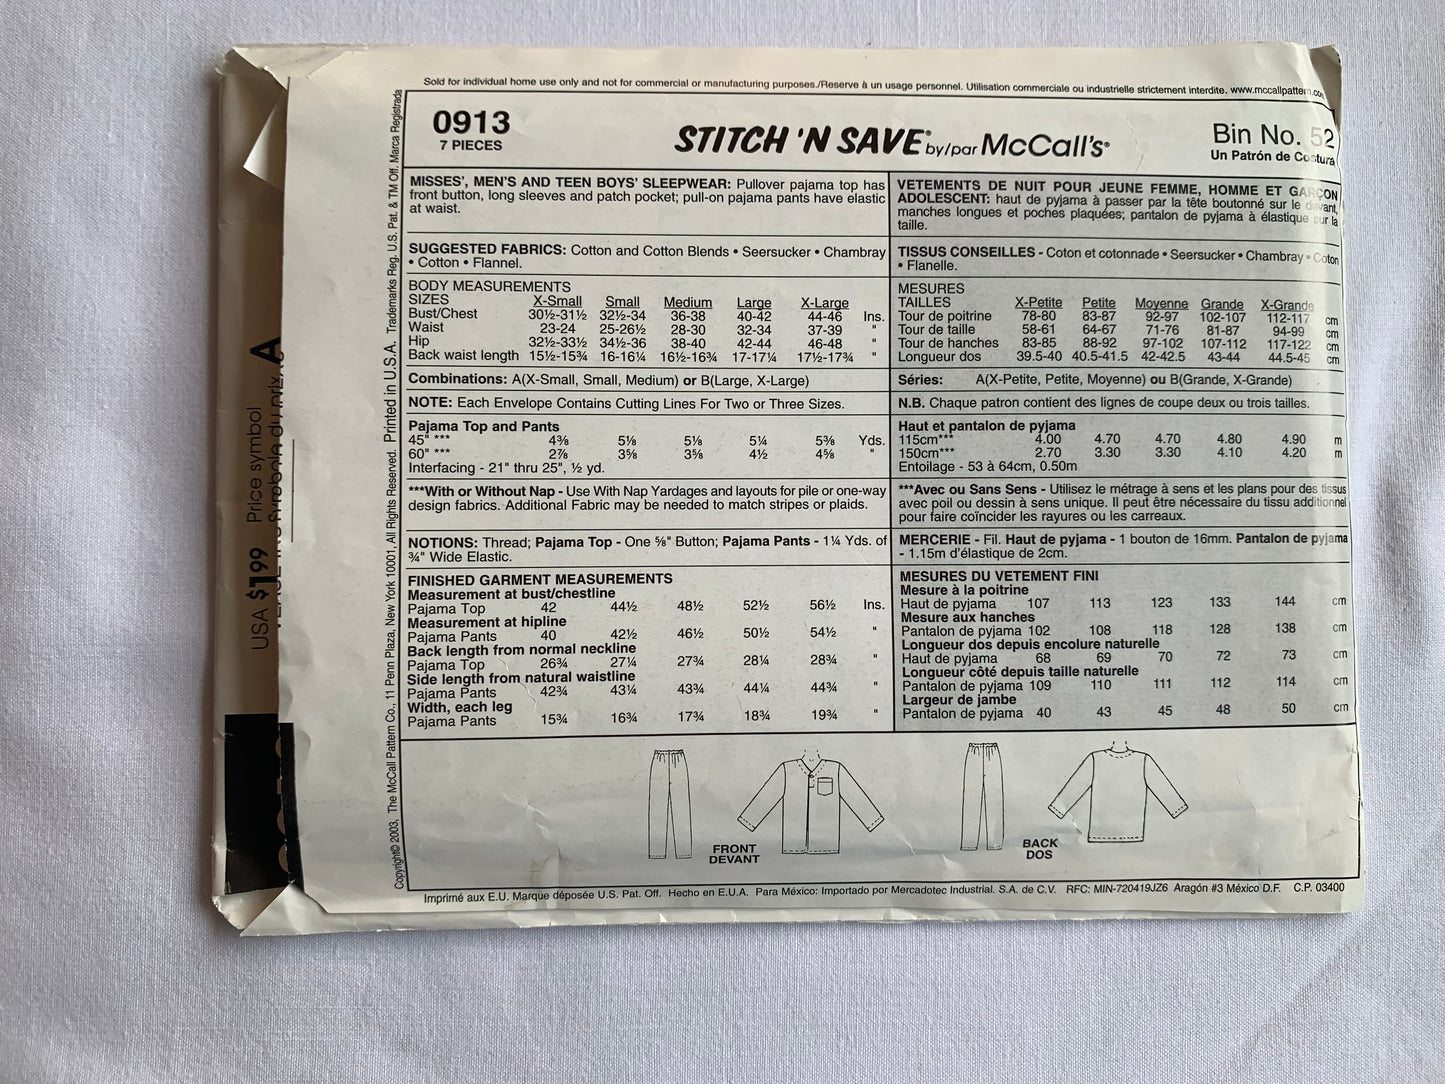 Sold for individual home use only and not for commercial or manufacturing purposes./Reserve à un usage personnel. Utilisation commerciale ou industrielle strictement interdite. www.mccallpattern.com
0913
7 PIECES
STITCH 'N SAVE® by/par McCall's®
Bin No. 52
Un Patrón de Costura
MISSES', MEN'S AND TEEN BOYS' SLEEPWEAR: Pullover pajama top has
front button, long sleeves and patch pocket; pull-on pajama pants have elastic
at waist.
SUGGESTED FABRICS: Cotton and Cotton Blends • Seersucker • Chambray
• Cotton • Flannel.
BODY MEASUREMENTS
SIZES X-Small Small Medium Large X-Large
Bust/Chest 30½-31½ 32½-34 36-38 40-42 44-46 Ins.
Waist 23-24 25-26½ 28-30 32-34 37-39 "
Hip 32½-33½ 34½-36 38-40 42-44 46-48 "
Back waist length 15½-15¾ 16-16¼ 16½-16¾ 17-17¼ 17½-17¾ "
Combinations: A(X-Small, Small, Medium) or B(Large, X-Large)
NOTE: Each Envelope Contains Cutting Lines For Two or Three Sizes.
Pajama Top and Pants
45" *** 4⅜ 5⅛ 5⅛ 5¼ 5⅜ Yds.
60" *** 2⅞ 3⅝ 3⅝ 4½ 4⅝ "
Interfacing - 21" thru 25", ½ yd.
***With or Without Nap - Use With Nap Yardages and layouts for pile or one-way
design fabrics. Additional Fabric may be needed to match stripes or plaids.
NOTIONS: Thread; Pajama Top - One ⅝" Button; Pajama Pants - 1¼ Yds. of
¾" Wide Elastic.
FINISHED GARMENT MEASUREMENTS
Measurement at bust/chestline
Pajama Top 42 44½ 48½ 52½ 56½ Ins.
Measurement at hipline
Pajama Pants 40 42½ 46½ 50½ 54½ "
Back length from normal neckline
Pajama Top 26¾ 27¼ 27¾ 28¼ 28¾ "
Side length from natural waistline
Pajama Pants 42¾ 43¼ 43¾ 44¼ 44¾ "
Width, each leg
Pajama Pants 15¾ 16¾ 17¾ 18¾ 19¾ "
VETEMENTS DE NUIT POUR JEUNE FEMME, HOMME ET GARÇON
ADOLESCENT: haut de pyjama à passer par la tête boutonné sur le devant,
manches longues et poches plaquées; pantalon de pyjama à élastique sur la
taille.
TISSUS CONSEILLES - Coton et cotonnade • Seersucker • Chambray • Coton
• Flanelle.
MESURES
TAILLES X-Petite Petite Moyenne Grande X-Grande
Tour de poitrine 78-80 83-87 92-97 102-107 112-117 cm
Tour de taille 58-61 64-67 71-76 81-87 94-99 cm
Tour de hanches 83-85 88-92 97-102 107-112 117-122 cm
Longueur dos 39.5-40 40.5-41.5 42-42.5 43-44 44.5-45 cm
Séries: A(X-Petite, Petite, Moyenne) ou B(Grande, X-Grande)
N.B. Chaque patron contient des lignes de coupe deux ou trois tailles.
Haut et pantalon de pyjama
115cm*** 4.00 4.70 4.70 4.80 4.90 m
150cm*** 2.70 3.30 3.30 4.10 4.20 m
Entoilage - 53 à 64cm, 0.50m
***Avec ou Sans Sens - Utilisez le métrage à sens et les plans pour des tissus
avec poil ou dessin à sens unique. Il peut être nécessaire du tissu additionnel
pour faire coïncider les rayures ou les carreaux.
MERCERIE - Fil. Haut de pyjama - 1 bouton de 16mm. Pantalon de pyjama
- 1.15m d'élastique de 2cm.
MESURES DU VETEMENT FINI
Mesure à la poitrine
Haut de pyjama 107 113 123 133 144 cm
Mesure aux hanches
Pantalon de pyjama 102 108 118 128 138 cm
Longueur dos depuis encolure naturelle
Haut de pyjama 68 69 70 72 73 cm
Longueur côté depuis taille naturelle
Pantalon de pyjama 109 110 111 112 114 cm
Largeur de jambe
Pantalon de pyjama 40 43 45 48 50 cm
FRONT
DEVANT
BACK
DOS
Imprimé aux E.U. Marque déposée U.S. Pat. Off. Hecho en E.U.A. Para México: Importado por Mercadotec Industrial. S.A. de C.V. RFC: MIN-720419JZ6 Aragón #3 México D.F. C.P. 03400
Copyright© 2003, The McCall Pattern Co., 11 Penn Plaza, New York 10001, All Rights Reserved. Printed in U.S.A. Trademarks Reg. U.S. Pat. & TM Off. Marca Registrada
USA $1.99 Price symbol A